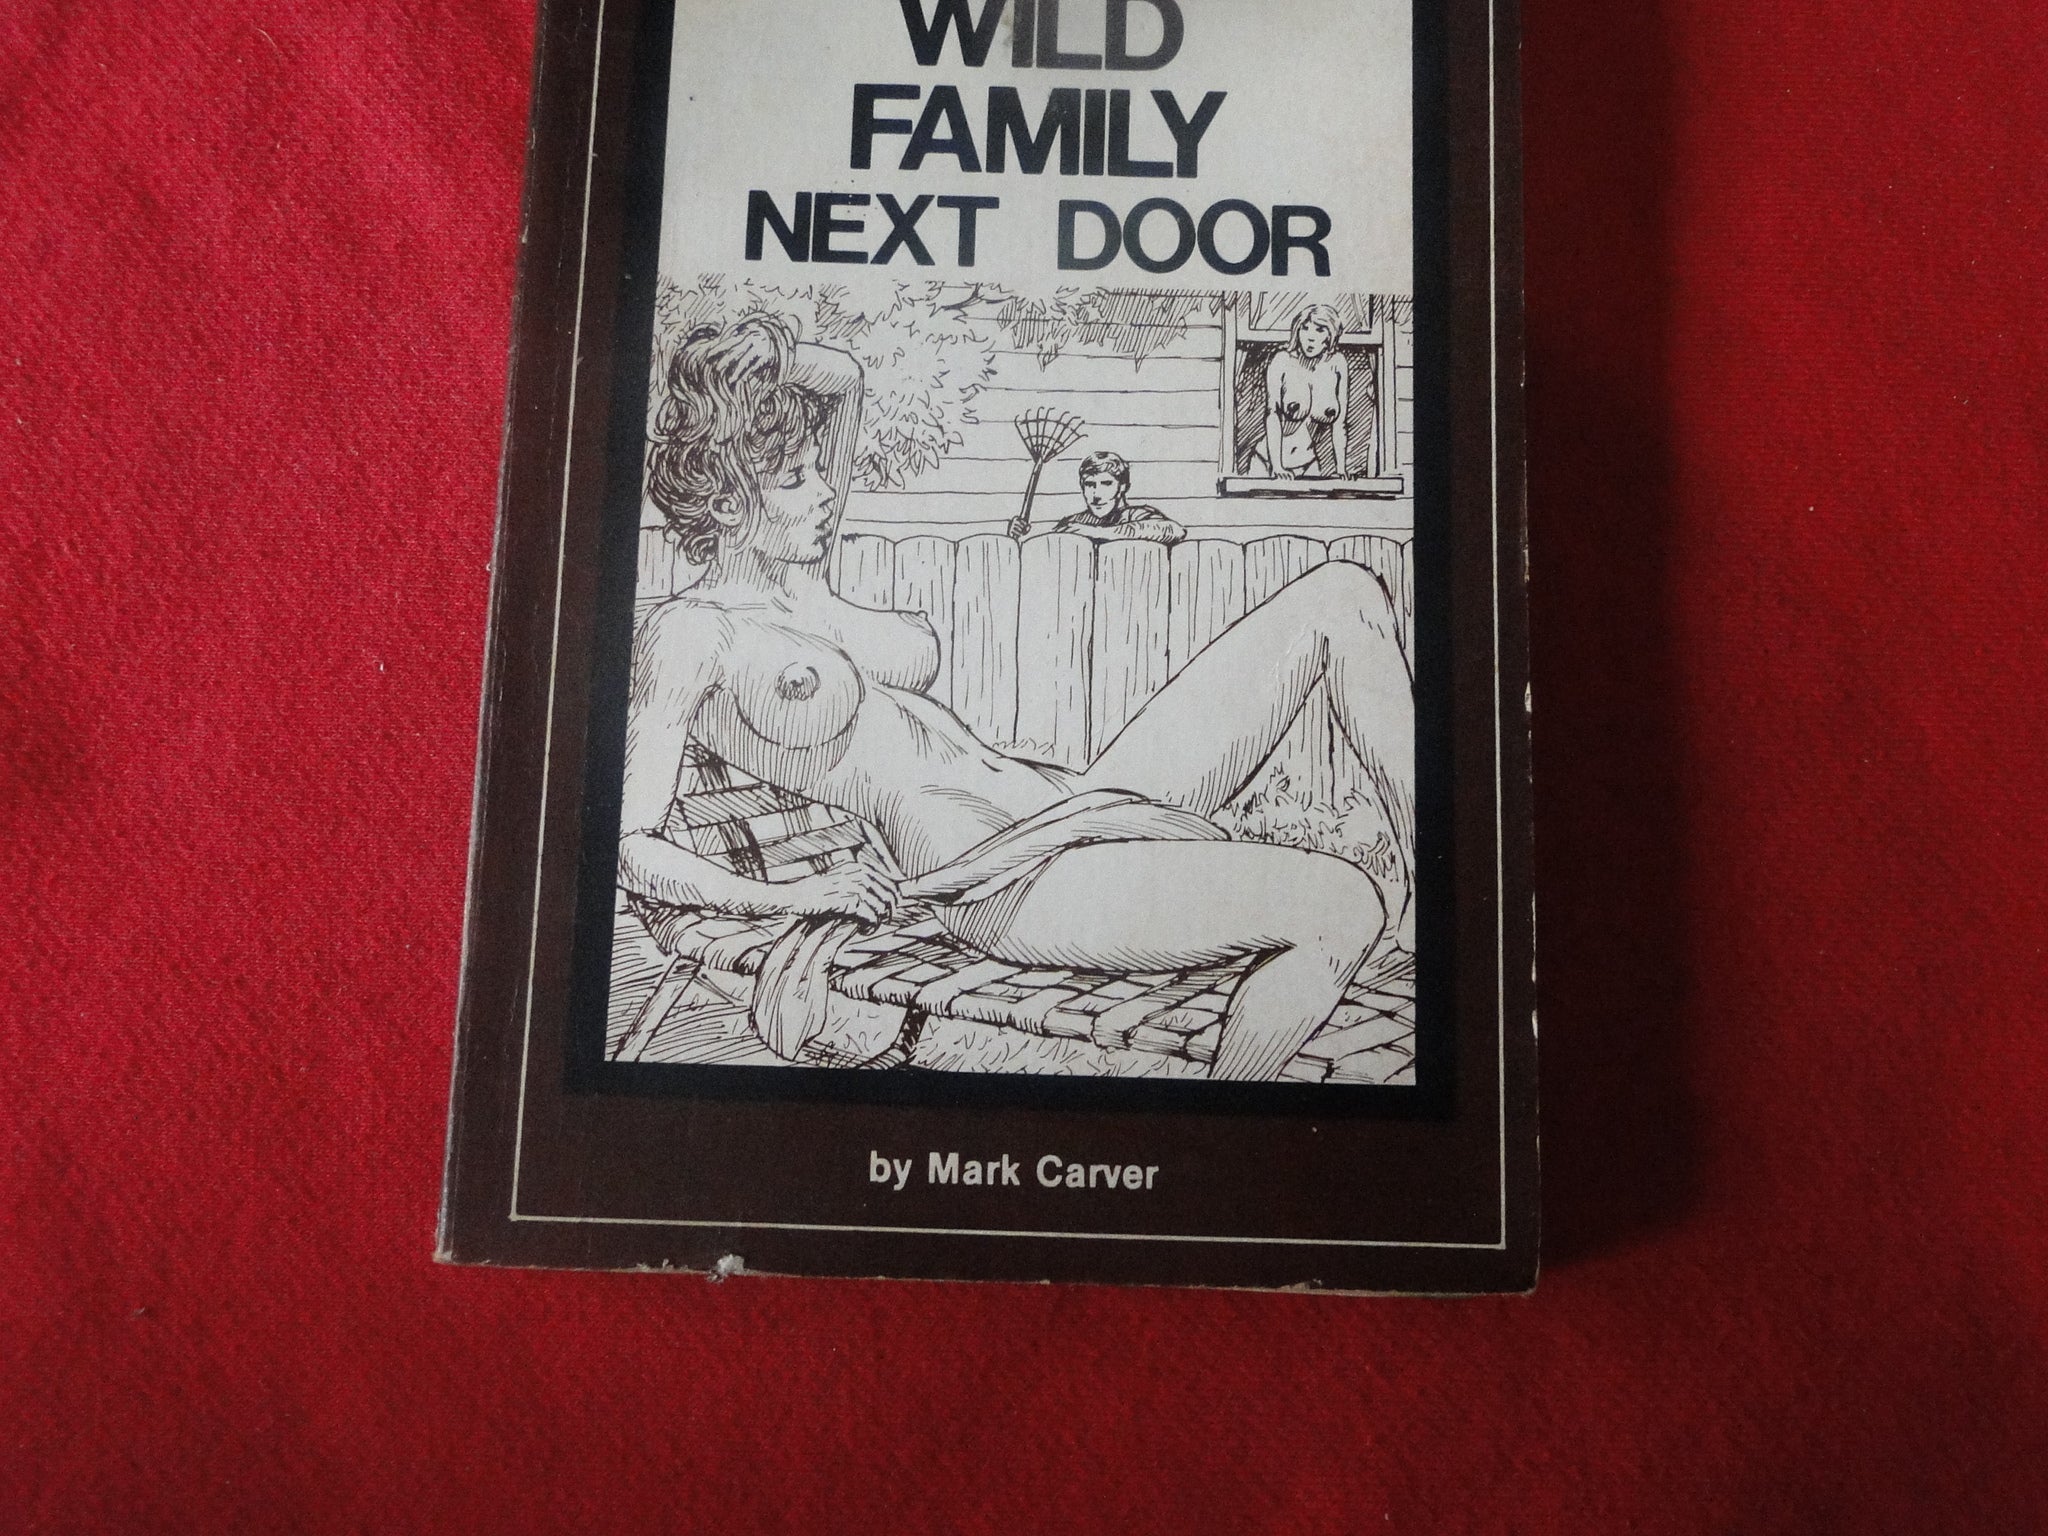 WILD
FAMILY
NEXT DOOR
by Mark Carver